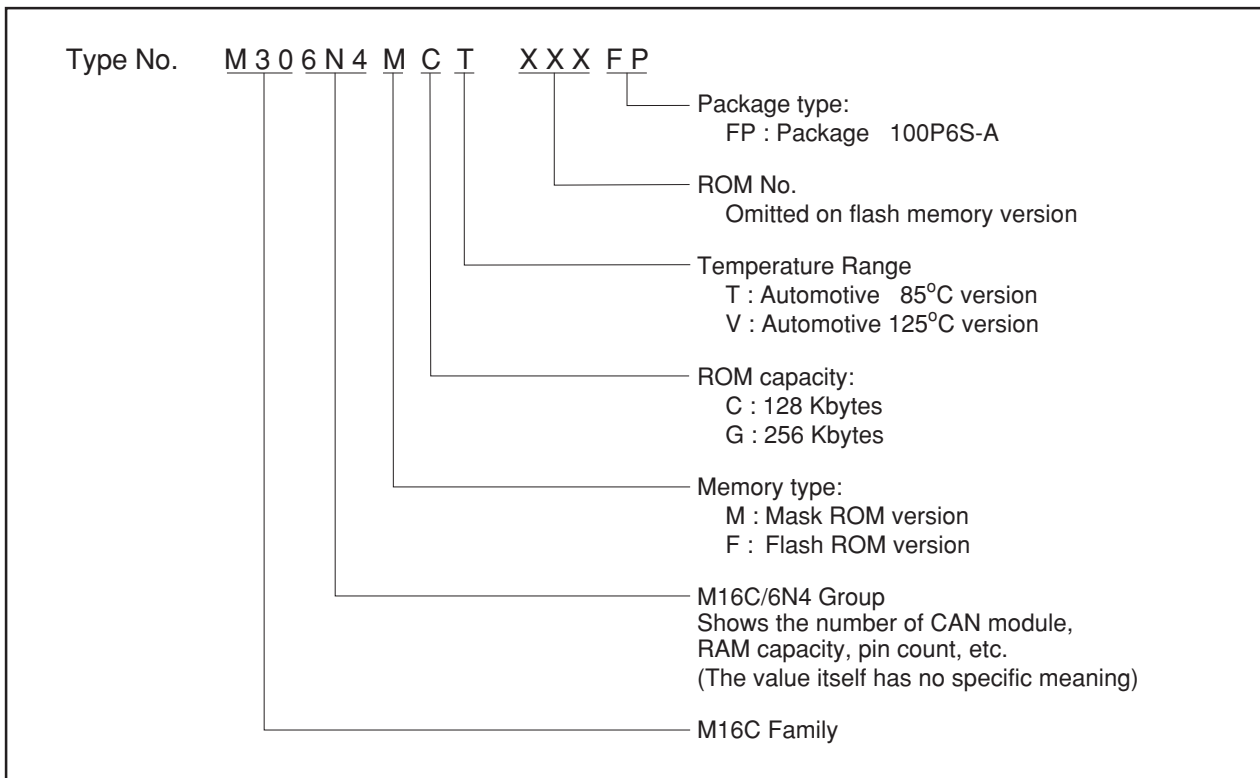 Type No. M 3 0 6 N 4 M C T X X X F P
Package type:
FP : Package 100P6S-A
ROM No.
Omitted on flash memory version
Temperature Range
T : Automotive 85°C version
V : Automotive 125°C version
ROM capacity:
C : 128 Kbytes
G : 256 Kbytes
Memory type:
M : Mask ROM version
F : Flash ROM version
M16C/6N4 Group
Shows the number of CAN module,
RAM capacity, pin count, etc.
(The value itself has no specific meaning)
M16C Family